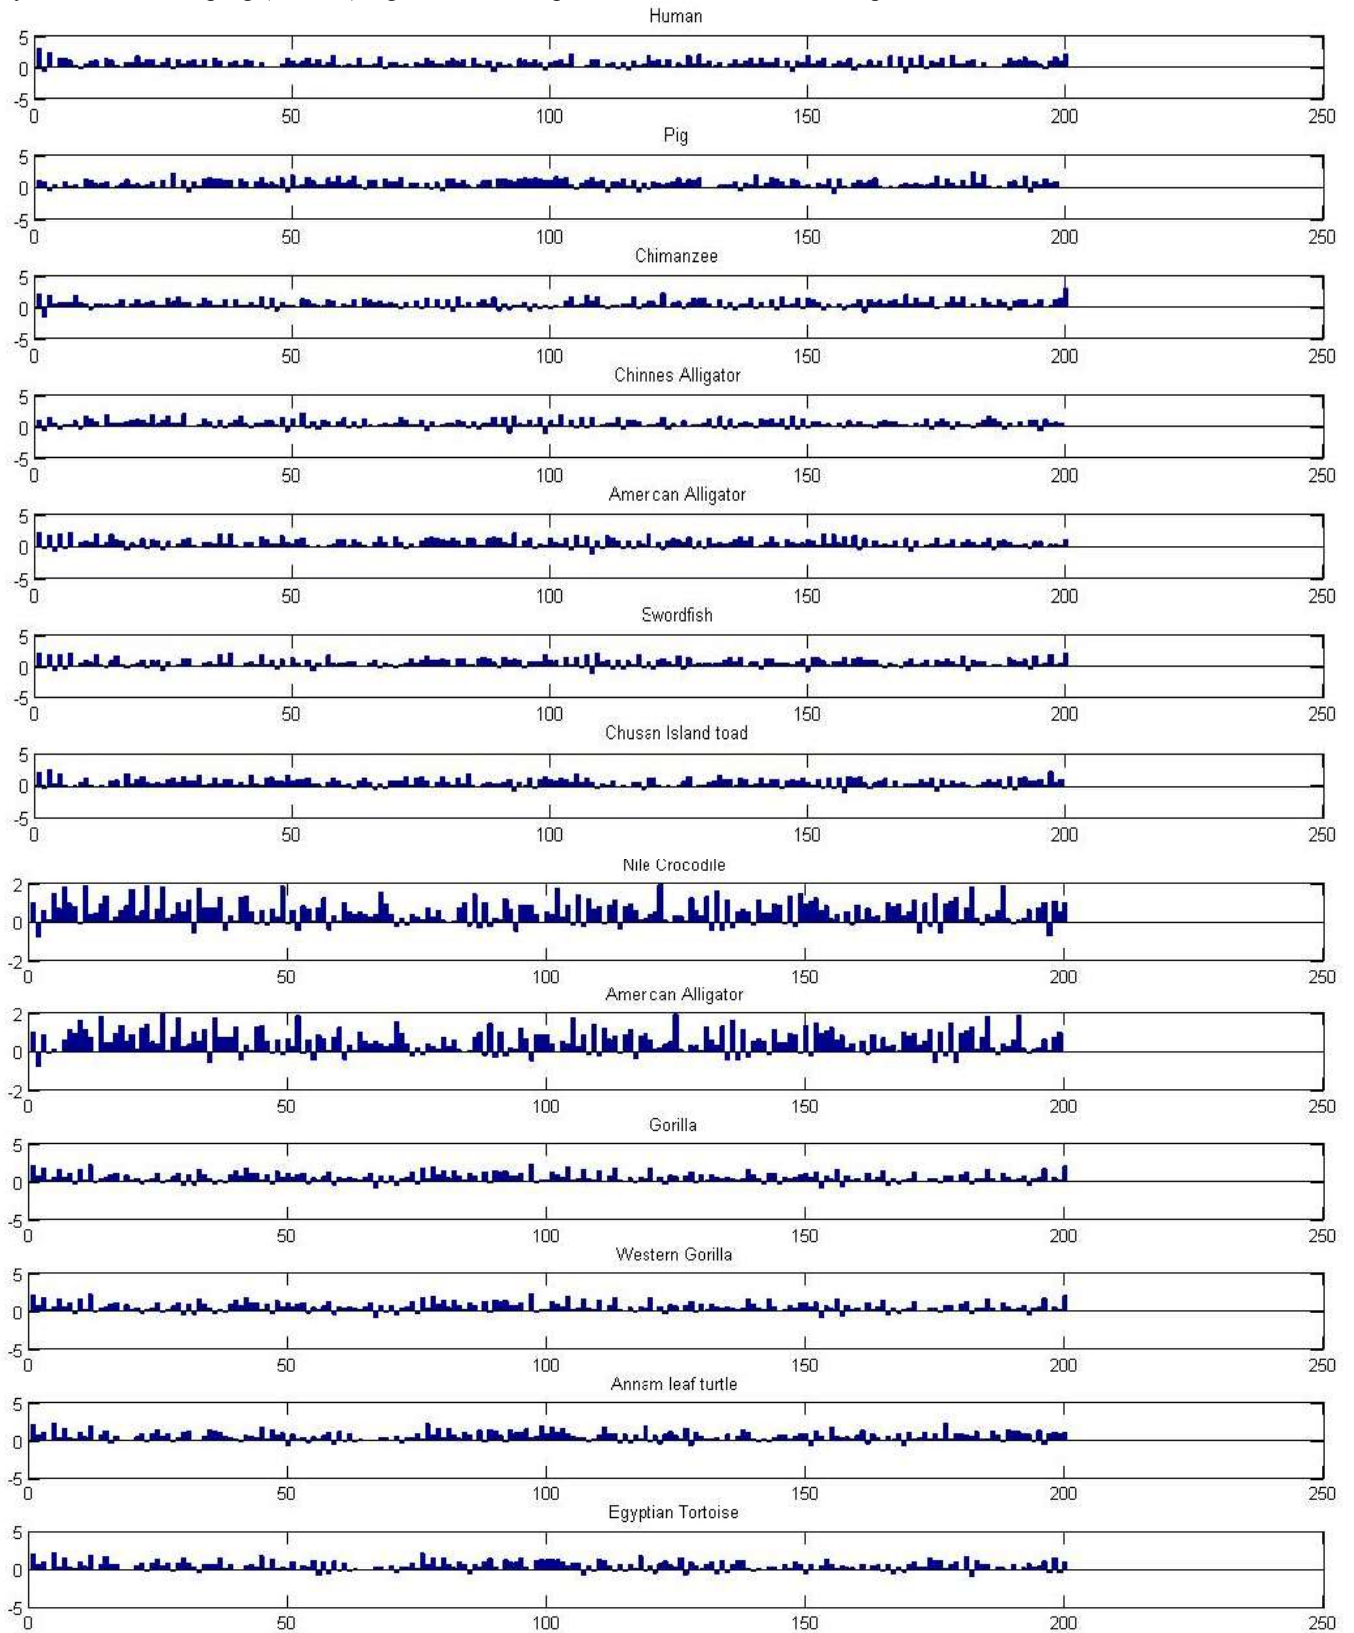 Human
5
0
-5
0 50 100 150 200 250
Pig
5
0
-5
0 50 100 150 200 250
Chimanzee
5
0
-5
0 50 100 150 200 250
Chinnes Alligator
5
0
-5
0 50 100 150 200 250
Amercan Alligator
5
0
-5
0 50 100 150 200 250
Swordfish
5
0
-5
0 50 100 150 200 250
Chusan Island toad
5
0
-5
0 50 100 150 200 250
Nile Crocodile
2
0
-2
0 50 100 150 200 250
Amercan Alligator
2
0
-2
0 50 100 150 200 250
Gorilla
5
0
-5
0 50 100 150 200 250
Western Gorilla
5
0
-5
0 50 100 150 200 250
Annam leaf turtle
5
0
-5
0 50 100 150 200 250
Egyptian Tortoise
5
0
-5
0 50 100 150 200 250